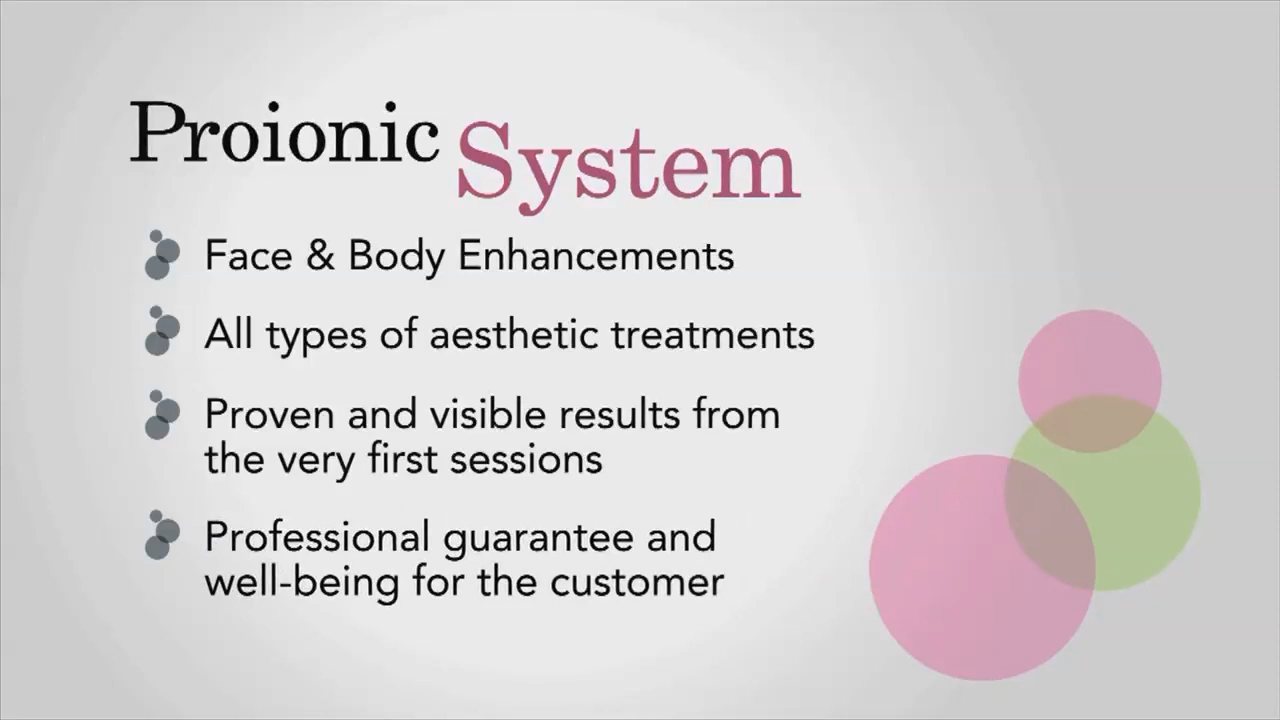 Proionic System
Face & Body Enhancements
All types of aesthetic treatments
Proven and visible results from
the very first sessions
Professional guarantee and
well-being for the customer